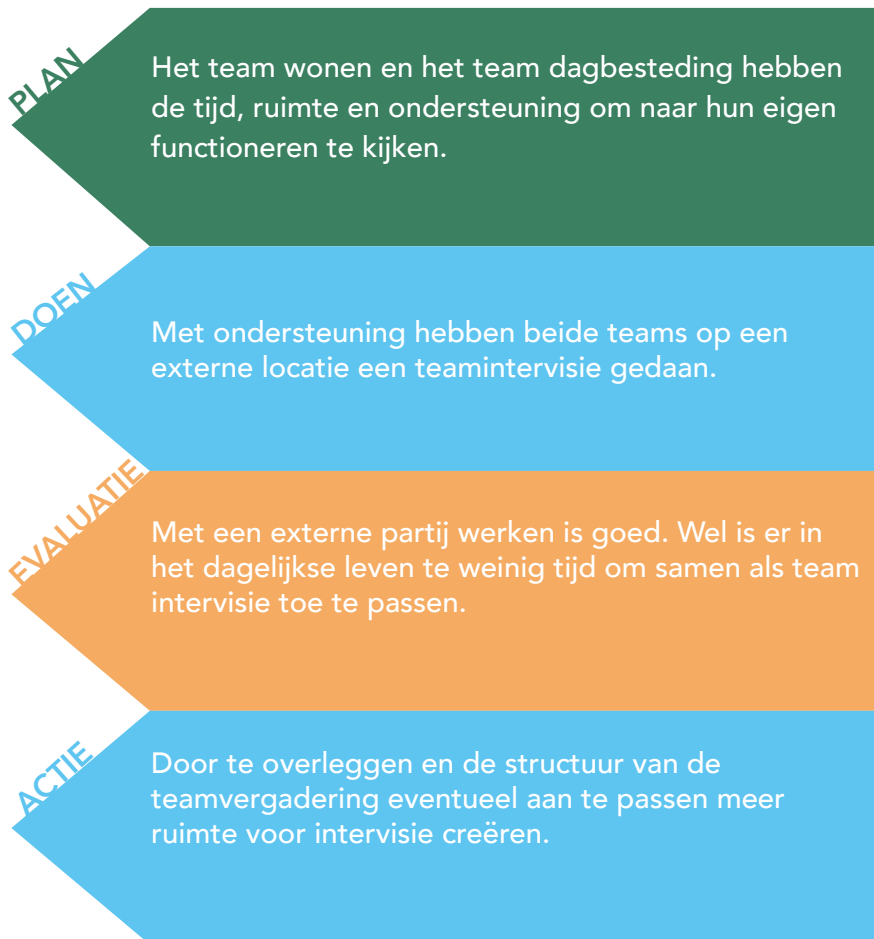 PLAN
Het team wonen en het team dagbesteding hebben
de tijd, ruimte en ondersteuning om naar hun eigen
functioneren te kijken.
DOEN
Met ondersteuning hebben beide teams op een
externe locatie een teamintervisie gedaan.
EVALUATIE
Met een externe partij werken is goed. Wel is er in
het dagelijkse leven te weinig tijd om samen als team
intervisie toe te passen.
ACTIE
Door te overleggen en de structuur van de
teamvergadering eventueel aan te passen meer
ruimte voor intervisie creëren.